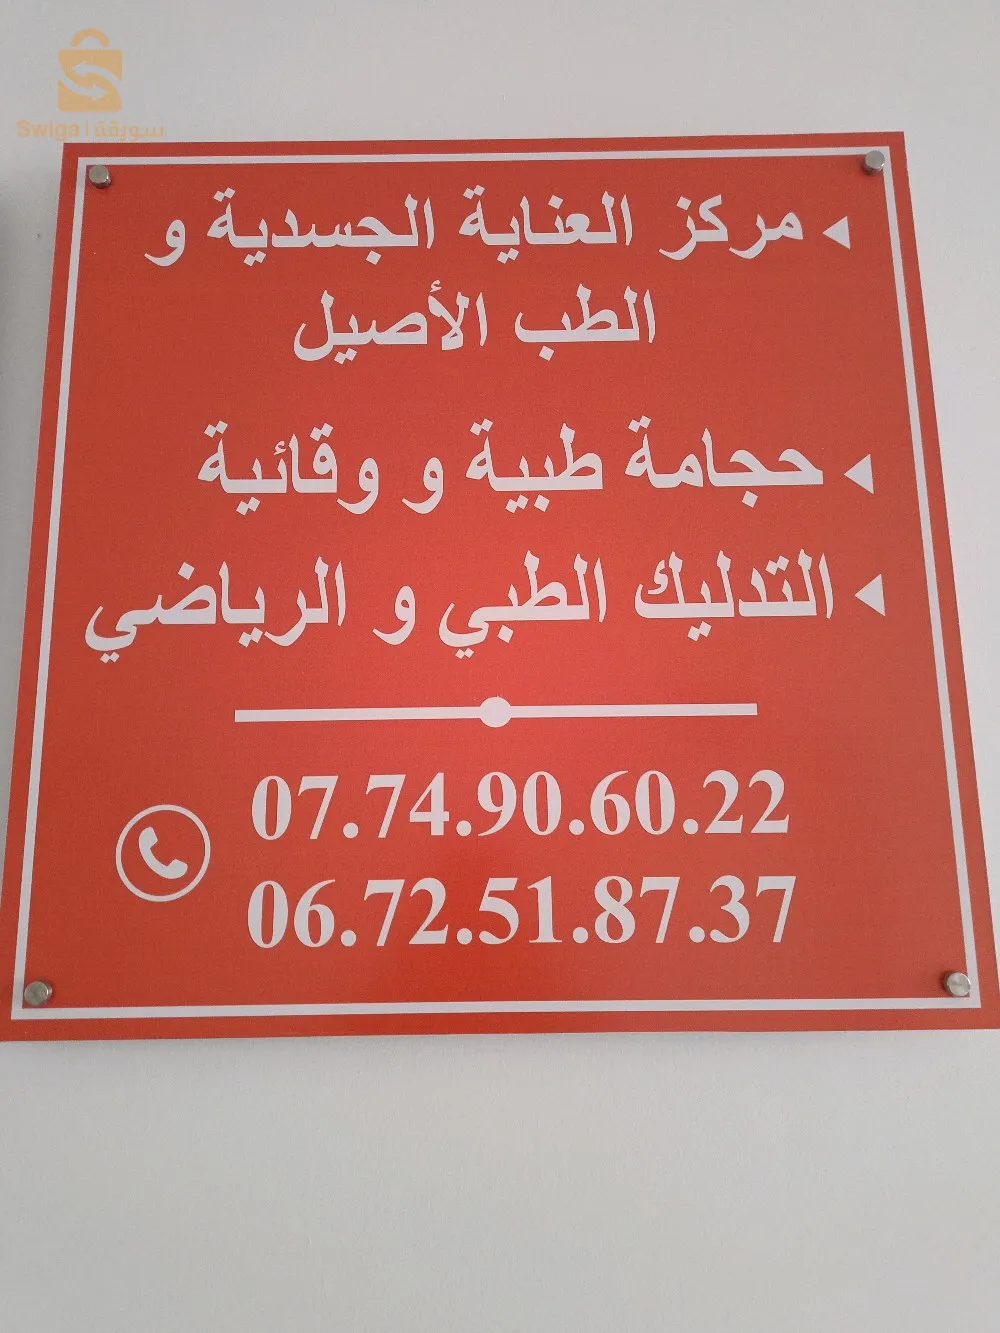 Swiga | سويقة
مركز العناية الجسدية و
الطب الأصيل
حجامة طبية و وقائية
التدليك الطبي و الرياضي
07.74.90.60.22
06.72.51.87.37